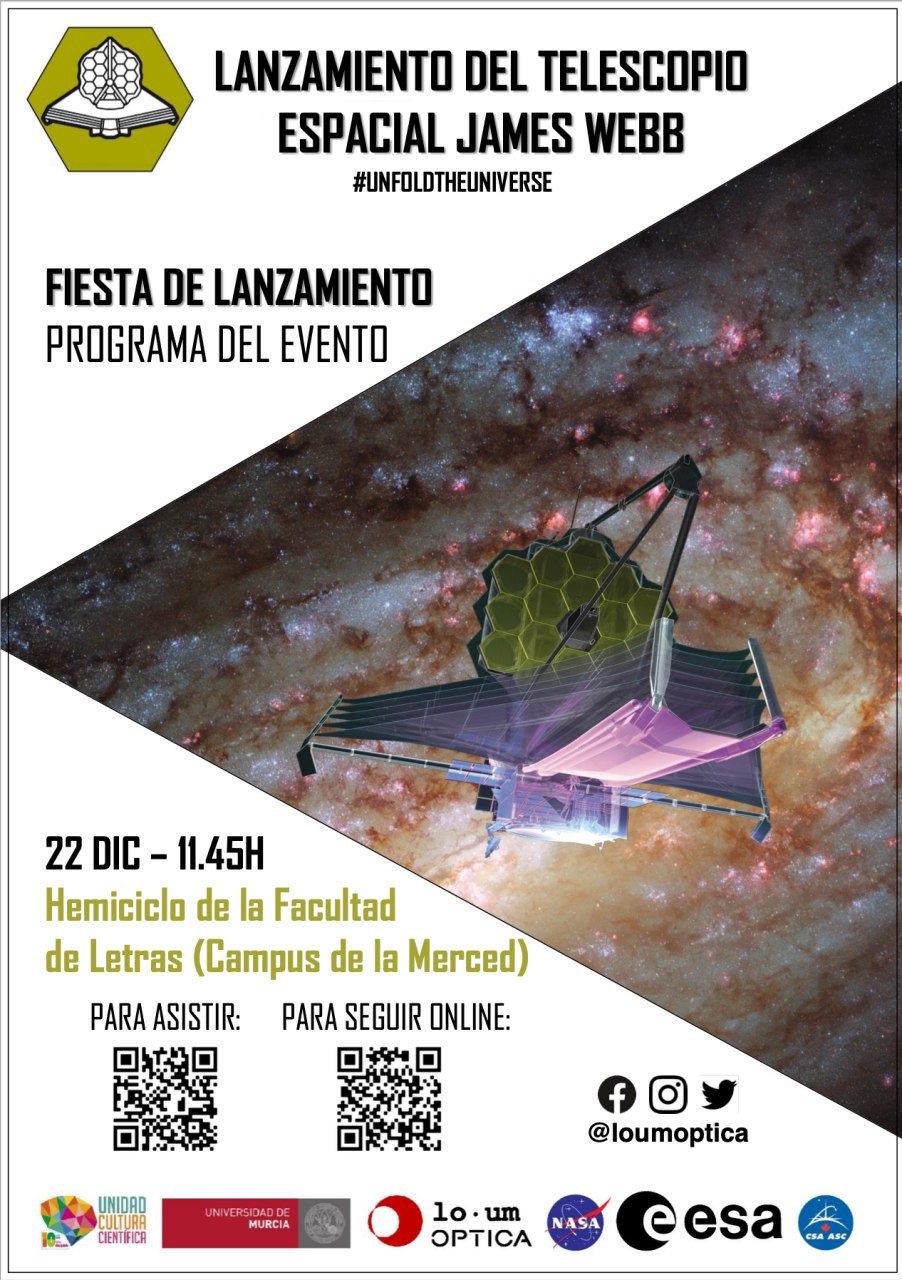 LANZAMIENTO DEL TELESCOPIO
ESPACIAL JAMES WEBB
#UNFOLDTHEUNIVERSE
FIESTA DE LANZAMIENTO
PROGRAMA DEL EVENTO
22 DIC – 11.45H
Hemiciclo de la Facultad
de Letras (Campus de la Merced)
PARA ASISTIR:
PARA SEGUIR ONLINE:
@loumoptica
UNIDAD
CULTURA
CIENTÍFICA
UNIVERSIDAD DE
MURCIA
lo·um
OPTICA
NASA
esa
CSA ASC